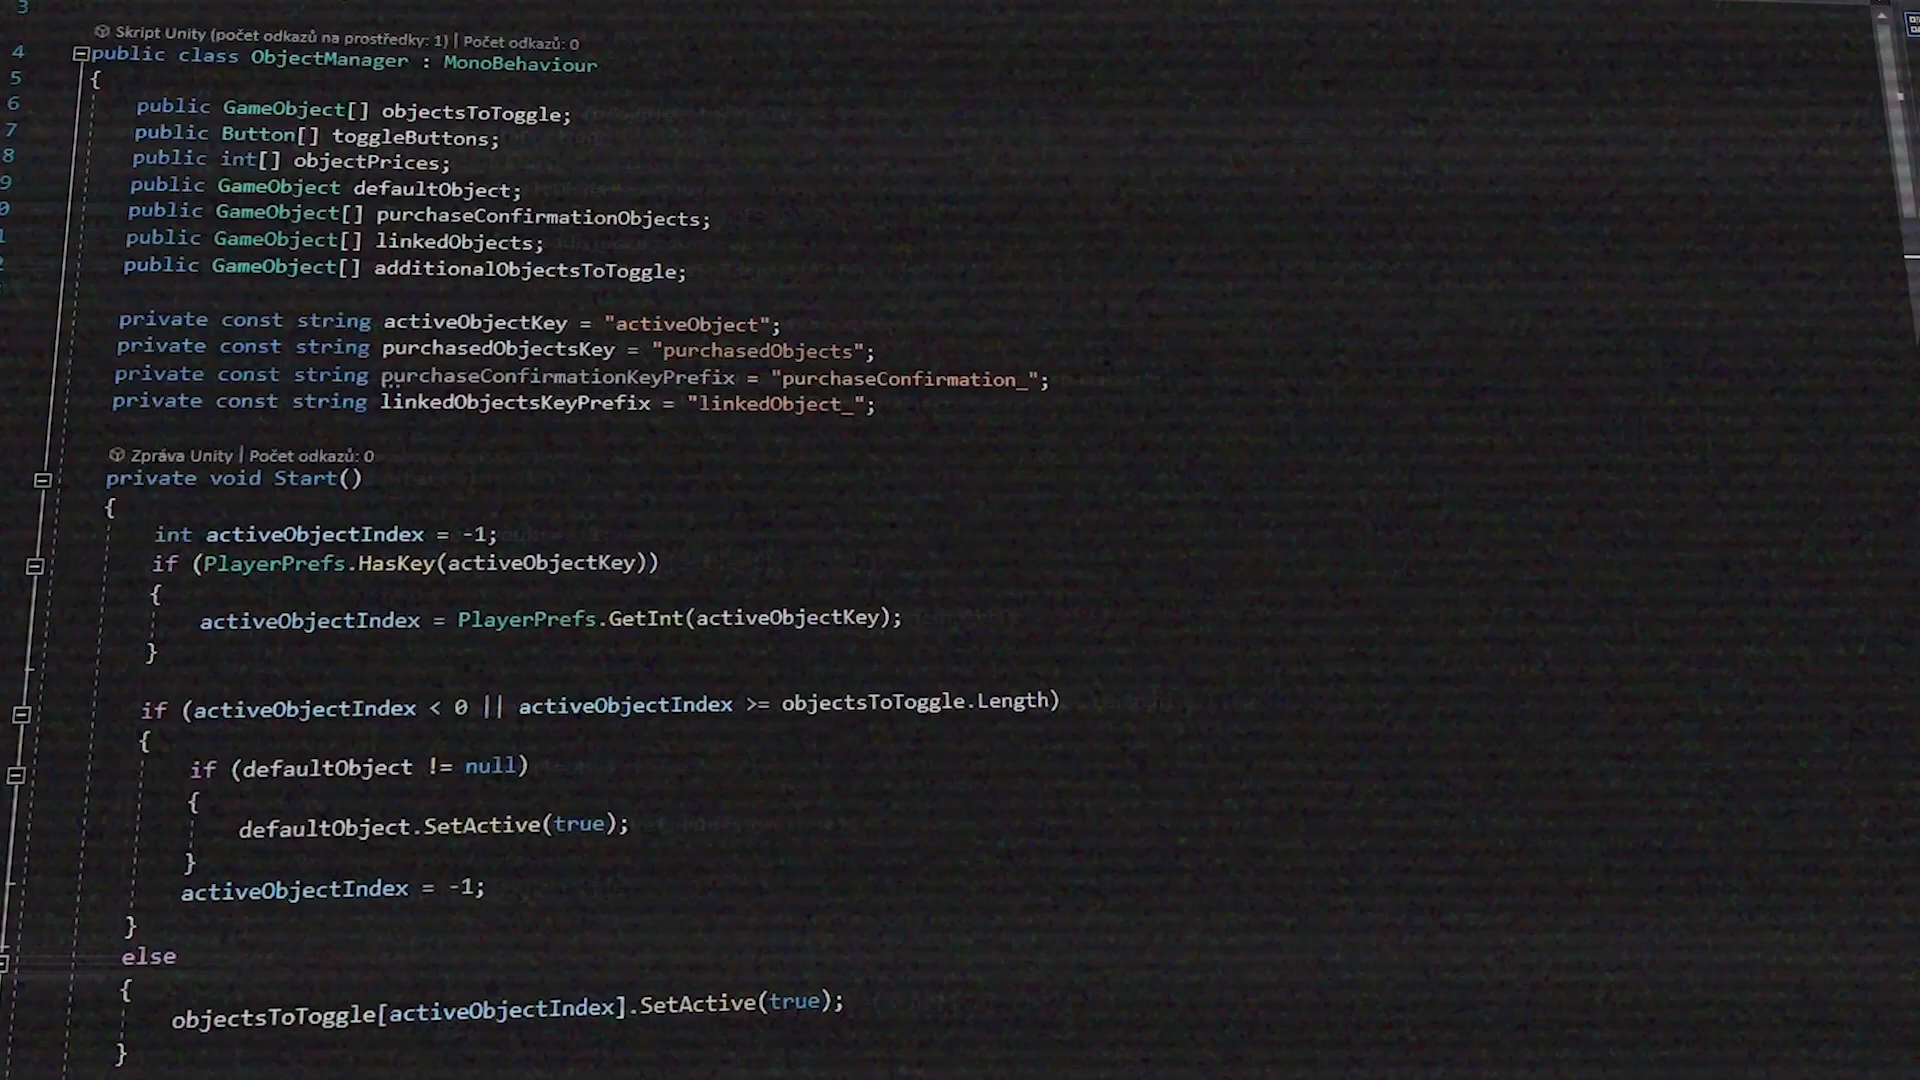 3
Skript Unity (počet odkazů na prostředky: 1) | Počet odkazů: 0
4 public class ObjectManager : MonoBehaviour
5 {
6 public GameObject[] objectsToToggle;
7 public Button[] toggleButtons;
8 public int[] objectPrices;
9 public GameObject defaultObject;
0 public GameObject[] purchaseConfirmationObjects;
1 public GameObject[] linkedObjects;
2 public GameObject[] additionalObjectsToToggle;
private const string activeObjectKey = "activeObject";
private const string purchasedObjectsKey = "purchasedObjects";
private const string purchaseConfirmationKeyPrefix = "purchaseConfirmation_";
private const string linkedObjectsKeyPrefix = "linkedObject_";
Zpráva Unity | Počet odkazů: 0
private void Start()
{
int activeObjectIndex = -1;
if (PlayerPrefs.HasKey(activeObjectKey))
{
activeObjectIndex = PlayerPrefs.GetInt(activeObjectKey);
}
if (activeObjectIndex < 0 || activeObjectIndex >= objectsToToggle.Length)
{
if (defaultObject != null)
{
defaultObject.SetActive(true);
}
activeObjectIndex = -1;
}
else
{
objectsToToggle[activeObjectIndex].SetActive(true);
}